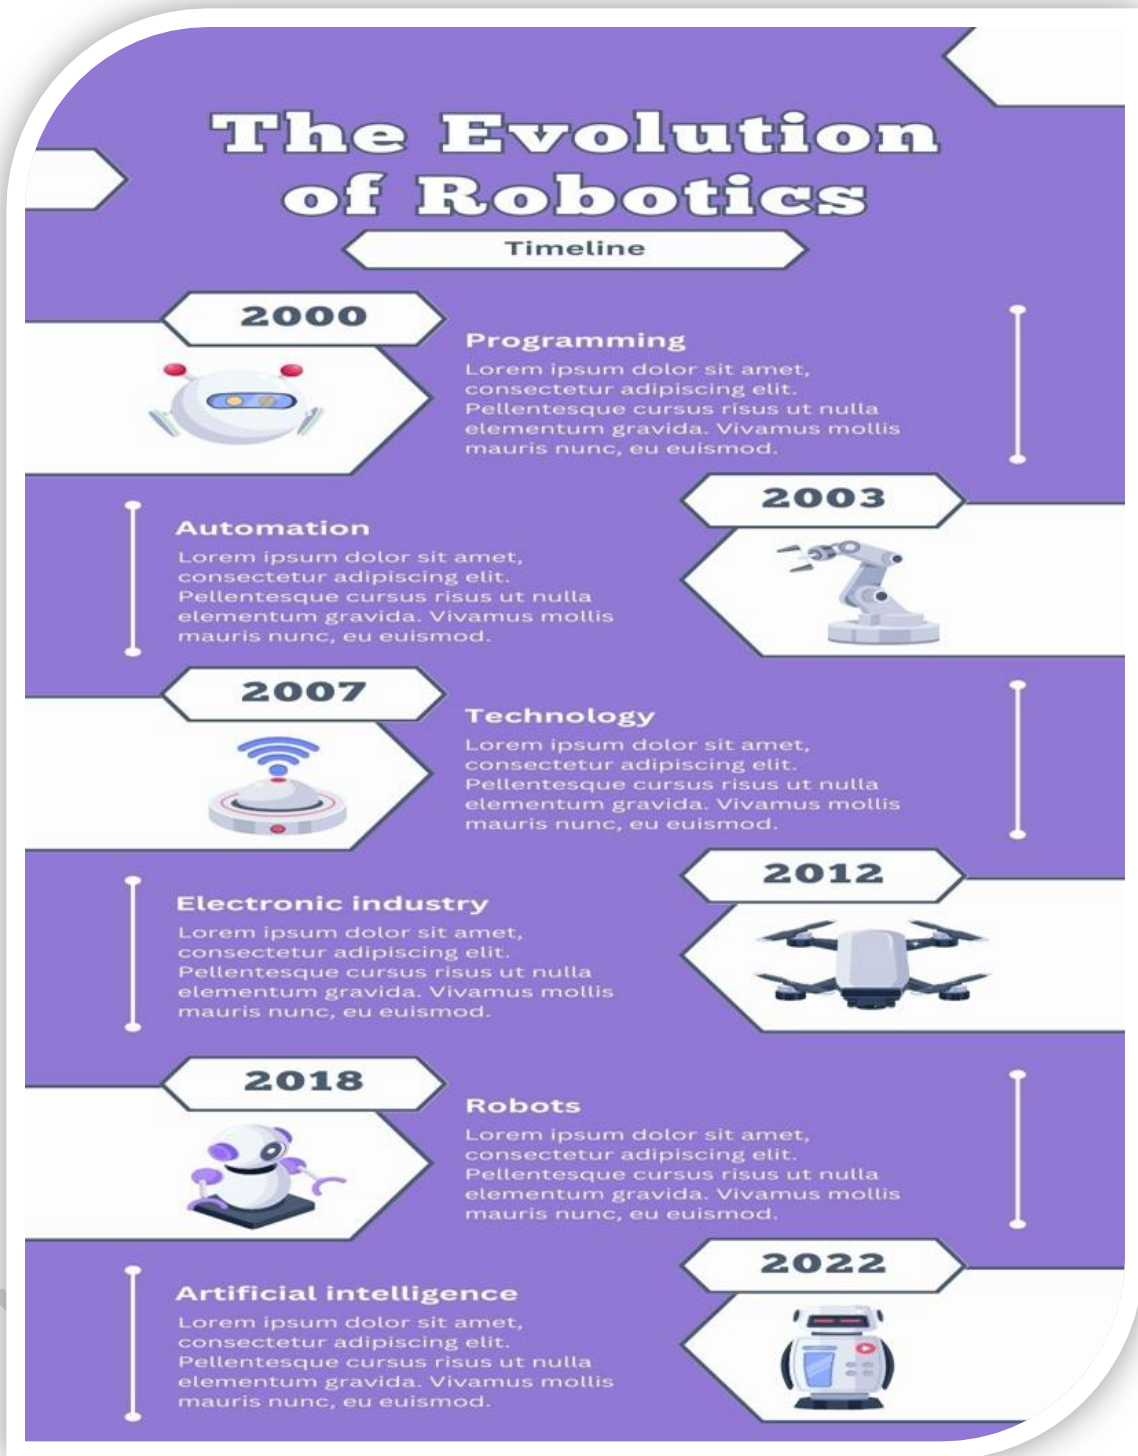 The Evolution
of Robotics
Timeline
2000
Programming
Lorem ipsum dolor sit amet,
consectetur adipiscing elit.
Pellentesque cursus risus ut nulla
elementum gravida. Vivamus mollis
mauris nunc, eu euismod.
2003
Automation
Lorem ipsum dolor sit amet,
consectetur adipiscing elit.
Pellentesque cursus risus ut nulla
elementum gravida. Vivamus mollis
mauris nunc, eu euismod.
2007
Technology
Lorem ipsum dolor sit amet,
consectetur adipiscing elit.
Pellentesque cursus risus ut nulla
elementum gravida. Vivamus mollis
mauris nunc, eu euismod.
2012
Electronic industry
Lorem ipsum dolor sit amet,
consectetur adipiscing elit.
Pellentesque cursus risus ut nulla
elementum gravida. Vivamus mollis
mauris nunc, eu euismod.
2018
Robots
Lorem ipsum dolor sit amet,
consectetur adipiscing elit.
Pellentesque cursus risus ut nulla
elementum gravida. Vivamus mollis
mauris nunc, eu euismod.
2022
Artificial intelligence
Lorem ipsum dolor sit amet,
consectetur adipiscing elit.
Pellentesque cursus risus ut nulla
elementum gravida. Vivamus mollis
mauris nunc, eu euismod.